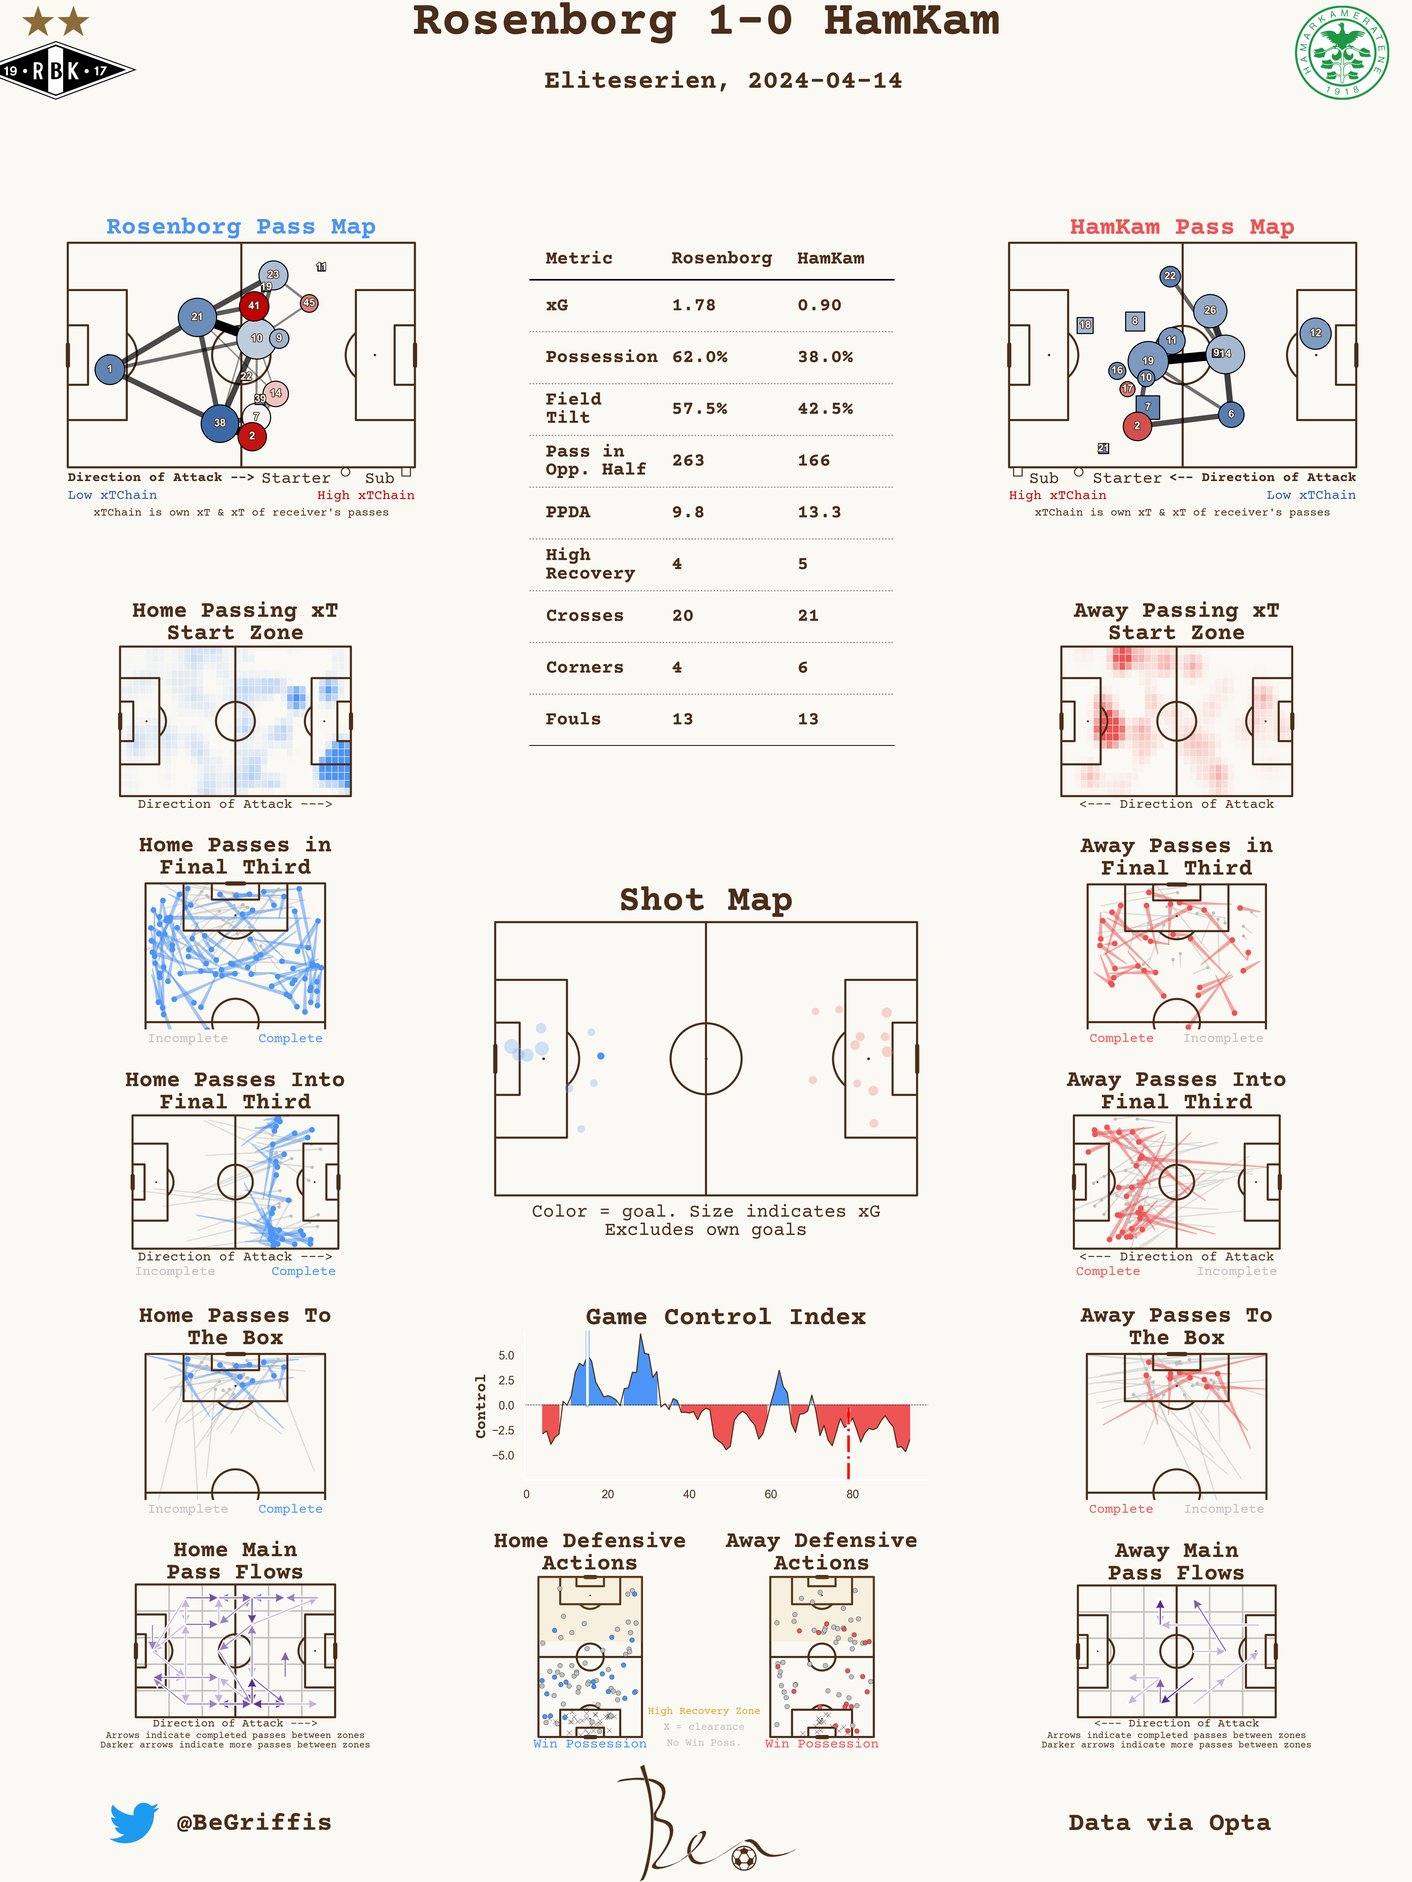 Rosenborg 1-0 HamKam
Eliteserien, 2024-04-14
19 · RBK · 17
HAMARKAMERATENE
1918
Rosenborg Pass Map
11
23
19
41
45
21
10
9
1
22
14
39
7
38
2
Direction of Attack --> Starter Sub
Low xTChain High xTChain
xTChain is own xT & xT of receiver's passes
Metric Rosenborg HamKam
xG 1.78 0.90
Possession 62.0% 38.0%
Field
Tilt 57.5% 42.5%
Pass in
Opp. Half 263 166
PPDA 9.8 13.3
High
Recovery 4 5
Crosses 20 21
Corners 4 6
Fouls 13 13
HamKam Pass Map
22
26
8
18
12
11
9
14
19
16
10
17
7
6
2
21
Sub Starter <-- Direction of Attack
High xTChain Low xTChain
xTChain is own xT & xT of receiver's passes
Home Passing xT
Start Zone
Direction of Attack --->
Away Passing xT
Start Zone
<--- Direction of Attack
Home Passes in
Final Third
Incomplete Complete
Away Passes in
Final Third
Complete Incomplete
Shot Map
Color = goal. Size indicates xG
Excludes own goals
Home Passes Into
Final Third
Direction of Attack --->
Incomplete Complete
Away Passes Into
Final Third
<--- Direction of Attack
Complete Incomplete
Home Passes To
The Box
Incomplete Complete
Game Control Index
Control
5.0
2.5
0.0
−2.5
−5.0
0 20 40 60 80
Away Passes To
The Box
Complete Incomplete
Home Main
Pass Flows
Direction of Attack --->
Arrows indicate completed passes between zones
Darker arrows indicate more passes between zones
Home Defensive
Actions
Win Possession
High Recovery Zone
X = clearance
No Win Poss.
Away Defensive
Actions
Win Possession
Away Main
Pass Flows
<--- Direction of Attack
Arrows indicate completed passes between zones
Darker arrows indicate more passes between zones
@BeGriffis
Ben
Data via Opta